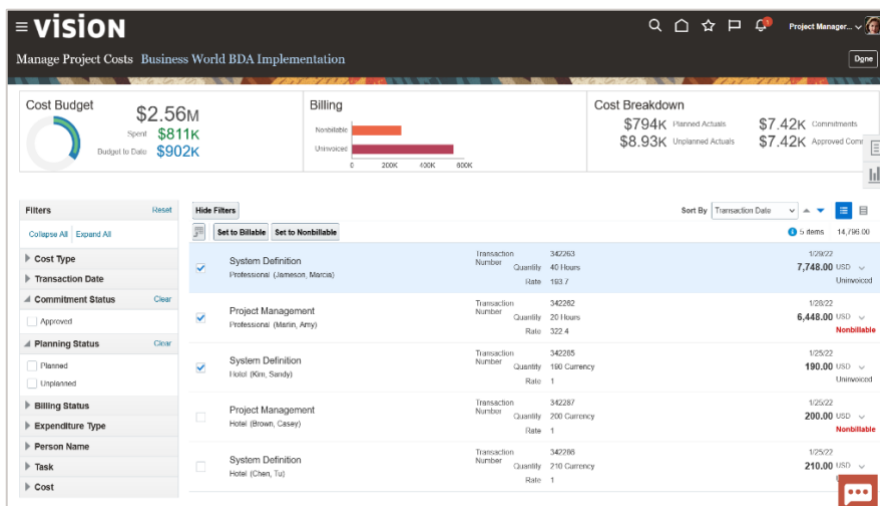 vision
Project Manager...
Manage Project Costs Business World BDA Implementation
Done
Cost Budget
$2.56M
Spent $811K
Budget to Date $902K
Billing
Nonbillable
Uninvoiced
0 200K 400K 600K
Cost Breakdown
$794K Planned Actuals $7.42K Commitments
$8.93K Unplanned Actuals $7.42K Approved Com
Filters Reset
Collapse All Expand All
Cost Type
Transaction Date
Commitment Status Clear
Approved
Planning Status Clear
Planned
Unplanned
Billing Status
Expenditure Type
Person Name
Task
Cost
Hide Filters
Sort By Transaction Date
Set to Billable Set to Nonbillable
5 items 14,796.00
System Definition
Professional (Jameson, Marcia)
Transaction Number 342263
Quantity 40 Hours
Rate 193.7
1/29/22
7,748.00 USD
Uninvoiced
Project Management
Professional (Marlin, Amy)
Transaction Number 342262
Quantity 20 Hours
Rate 322.4
1/28/22
6,448.00 USD
Nonbillable
System Definition
Hotel (Kim, Sandy)
Transaction Number 342285
Quantity 190 Currency
Rate 1
1/25/22
190.00 USD
Uninvoiced
Project Management
Hotel (Brown, Casey)
Transaction Number 342287
Quantity 200 Currency
Rate 1
1/25/22
200.00 USD
Nonbillable
System Definition
Hotel (Chen, Tu)
Transaction Number 342286
Quantity 210 Currency
Rate 1
1/25/22
210.00 USD